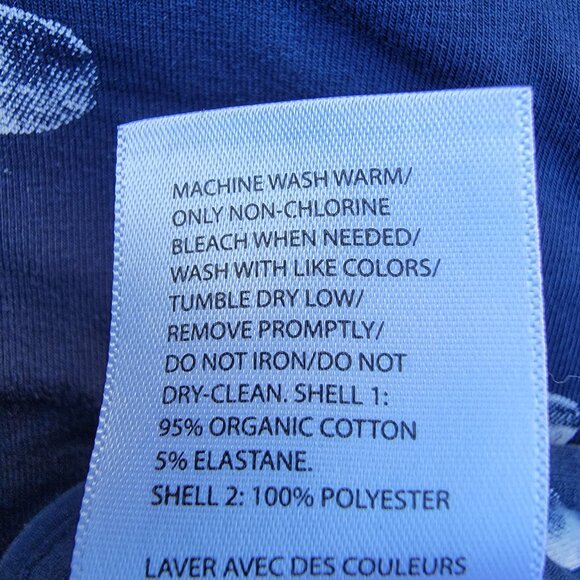 MACHINE WASH WARM/
ONLY NON-CHLORINE
BLEACH WHEN NEEDED/
WASH WITH LIKE COLORS/
TUMBLE DRY LOW/
REMOVE PROMPTLY/
DO NOT IRON/DO NOT
DRY-CLEAN. SHELL 1:
95% ORGANIC COTTON
5% ELASTANE.
SHELL 2: 100% POLYESTER
LAVER AVEC DES COULEURS